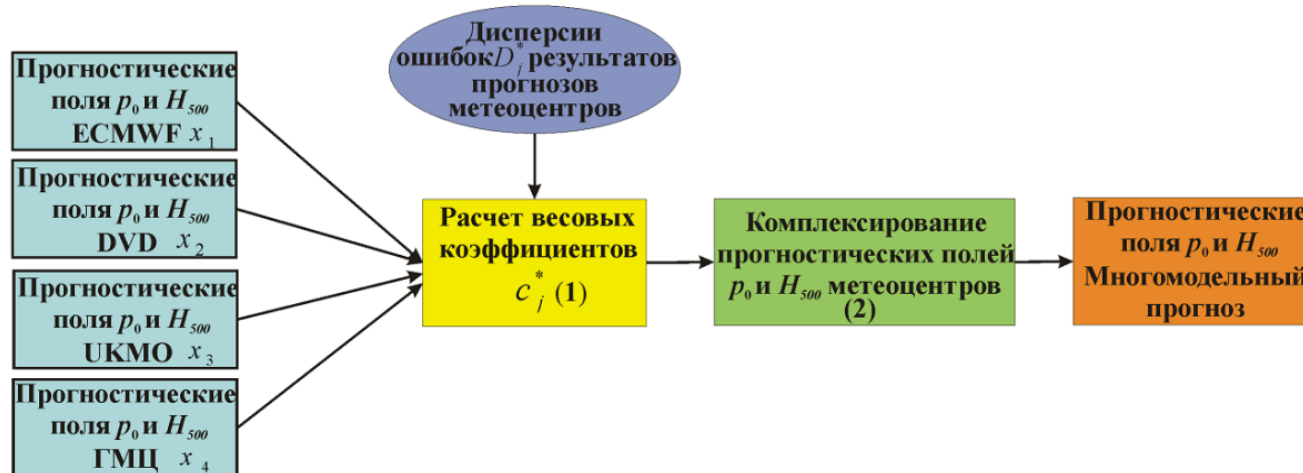 Прогностические
поля p₀ и H₅₀₀
ECMWF x₁
Прогностические
поля p₀ и H₅₀₀
DVD x₂
Прогностические
поля p₀ и H₅₀₀
UKMO x₃
Прогностические
поля p₀ и H₅₀₀
ГМЦ x₄
Дисперсии
ошибок D*ⱼ результатов
прогнозов
метеоцентров
Расчет весовых
коэффициентов
c*ⱼ (1)
Комплексирование
прогностических полей
p₀ и H₅₀₀ метеоцентров
(2)
Прогностические
поля p₀ и H₅₀₀
Многомодельный
прогноз